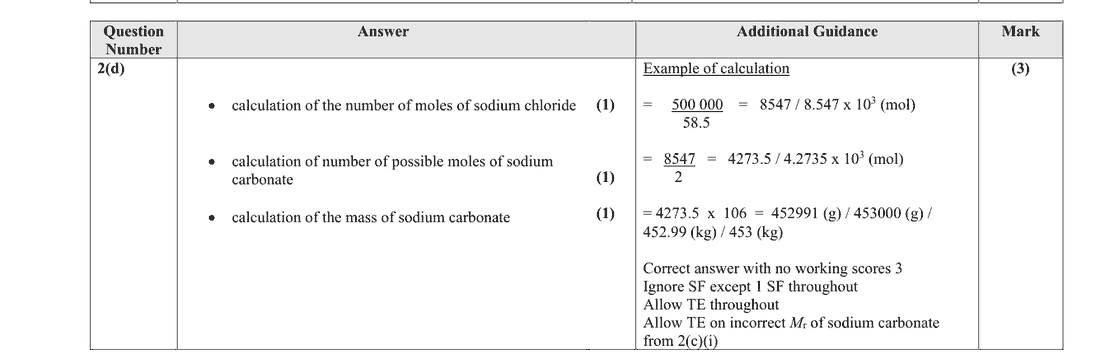 Question Number
Answer
Additional Guidance
Mark
2(d)
Example of calculation
(3)
• calculation of the number of moles of sodium chloride (1)
= 500 000 = 8547 / 8.547 x 10³ (mol)
58.5
• calculation of number of possible moles of sodium
carbonate (1)
= 8547 = 4273.5 / 4.2735 x 10³ (mol)
2
• calculation of the mass of sodium carbonate (1)
= 4273.5 x 106 = 452991 (g) / 453000 (g) /
452.99 (kg) / 453 (kg)
Correct answer with no working scores 3
Ignore SF except 1 SF throughout
Allow TE throughout
Allow TE on incorrect Mr of sodium carbonate
from 2(c)(i)